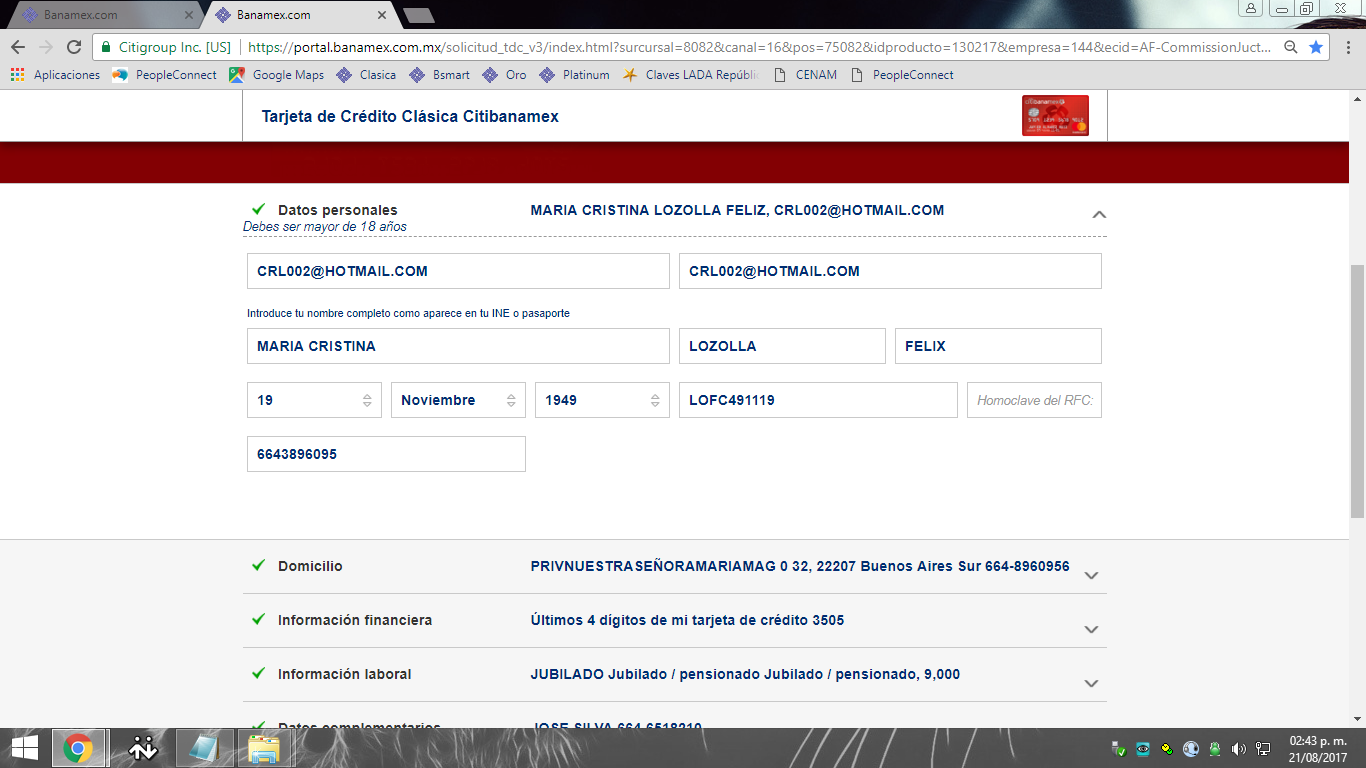 Banamex.com
Banamex.com
Citigroup Inc. [US] https://portal.banamex.com.mx/solicitud_tdc_v3/index.html?sursucal=8082&canal=16&pos=75082&idproducto=130217&empresa=144&ecid=AF-CommissionJuct...
Aplicaciones PeopleConnect Google Maps Clasica Bsmart Oro Platinum Claves LADA Repúbli CENAM PeopleConnect
Tarjeta de Crédito Clásica Citibanamex
Datos personales MARIA CRISTINA LOZOLLA FELIZ, CRL002@HOTMAIL.COM
Debes ser mayor de 18 años
CRL002@HOTMAIL.COM CRL002@HOTMAIL.COM
Introduce tu nombre completo como aparece en tu INE o pasaporte
MARIA CRISTINA LOZOLLA FELIX
19 Noviembre 1949 LOFC491119 Homoclave del RFC:
6643896095
Domicilio PRIVNUESTRASEÑORAMARIAMAG 0 32, 22207 Buenos Aires Sur 664-8960956
Información financiera Últimos 4 dígitos de mi tarjeta de crédito 3505
Información laboral JUBILADO Jubilado / pensionado Jubilado / pensionado, 9,000
Datos complementarios JOSE SILVA 664 6518210
02:43 p. m.
21/08/2017